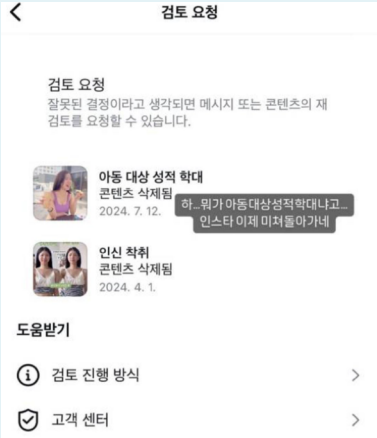 검토 요청
검토 요청
잘못된 결정이라고 생각되면 메시지 또는 콘텐츠의 재
검토를 요청할 수 있습니다.
아동 대상 성적 학대
콘텐츠 삭제됨
2024. 7. 12.
하...뭐가 아동대상성적학대냐고...
인스타 이제 미쳐돌아가네
인신 착취
콘텐츠 삭제됨
2024. 4. 1.
도움받기
검토 진행 방식
고객 센터